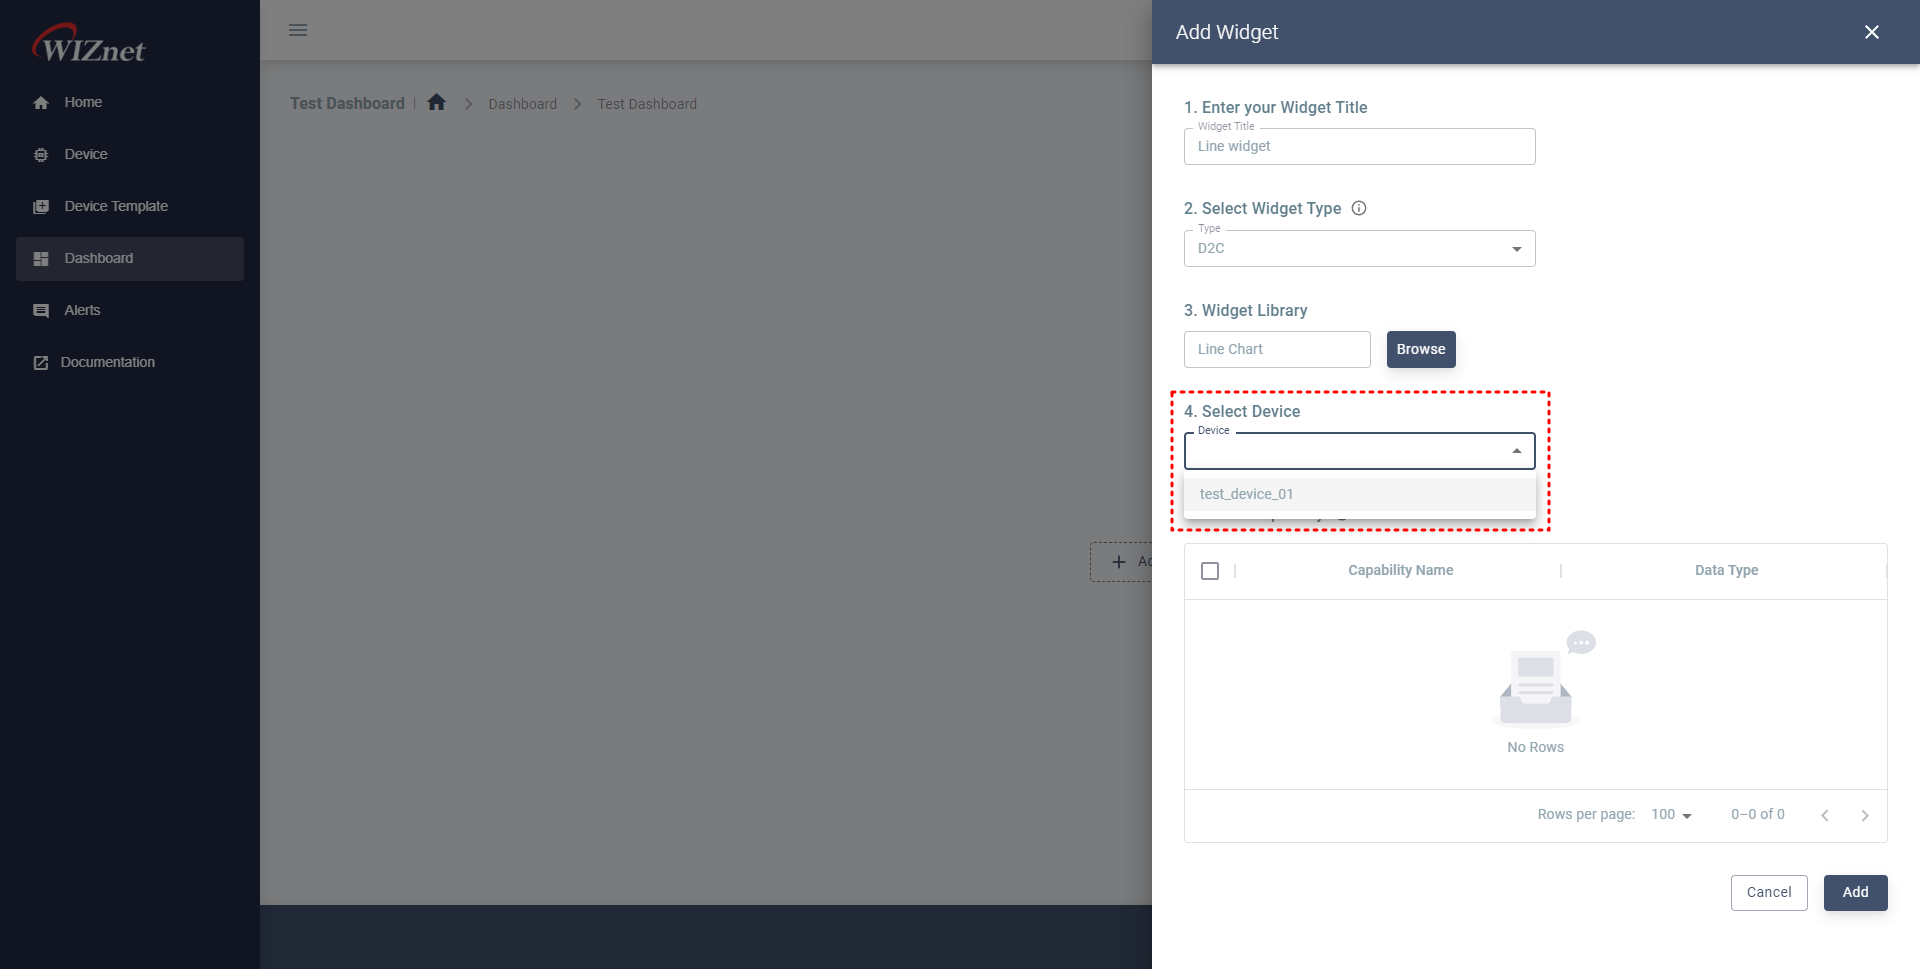 WIZnet
Home
Device
Device Template
Dashboard
Alerts
Documentation
Test Dashboard
Dashboard
Test Dashboard
Add Widget
1. Enter your Widget Title
Widget Title
Line widget
2. Select Widget Type
Type
D2C
3. Widget Library
Line Chart
Browse
4. Select Device
Device
test_device_01
Capability Name
Data Type
No Rows
Rows per page: 100
0–0 of 0
Cancel
Add